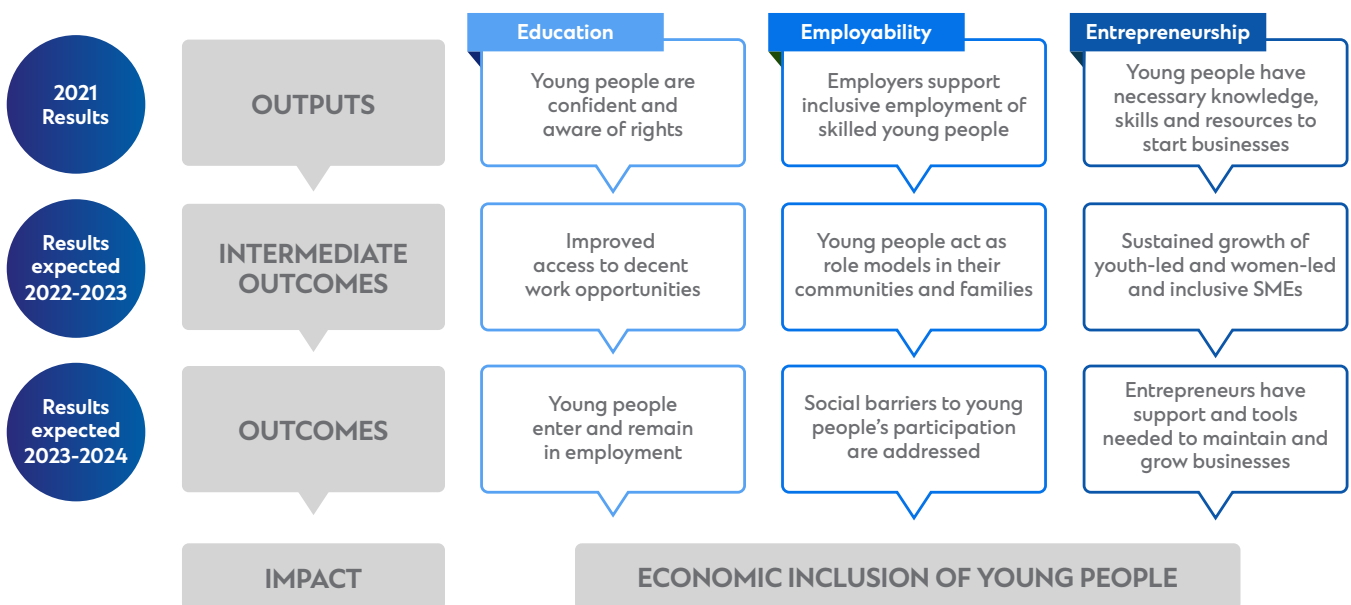 Education
Employability
Entrepreneurship
2021
Results
OUTPUTS
Young people are
confident and
aware of rights
Employers support
inclusive employment of
skilled young people
Young people have
necessary knowledge,
skills and resources to
start businesses
Results
expected
2022-2023
INTERMEDIATE
OUTCOMES
Improved
access to decent
work opportunities
Young people act as
role models in their
communities and families
Sustained growth of
youth-led and women-led
and inclusive SMEs
Results
expected
2023-2024
OUTCOMES
Young people
enter and remain
in employment
Social barriers to young
people’s participation
are addressed
Entrepreneurs have
support and tools
needed to maintain and
grow businesses
IMPACT
ECONOMIC INCLUSION OF YOUNG PEOPLE